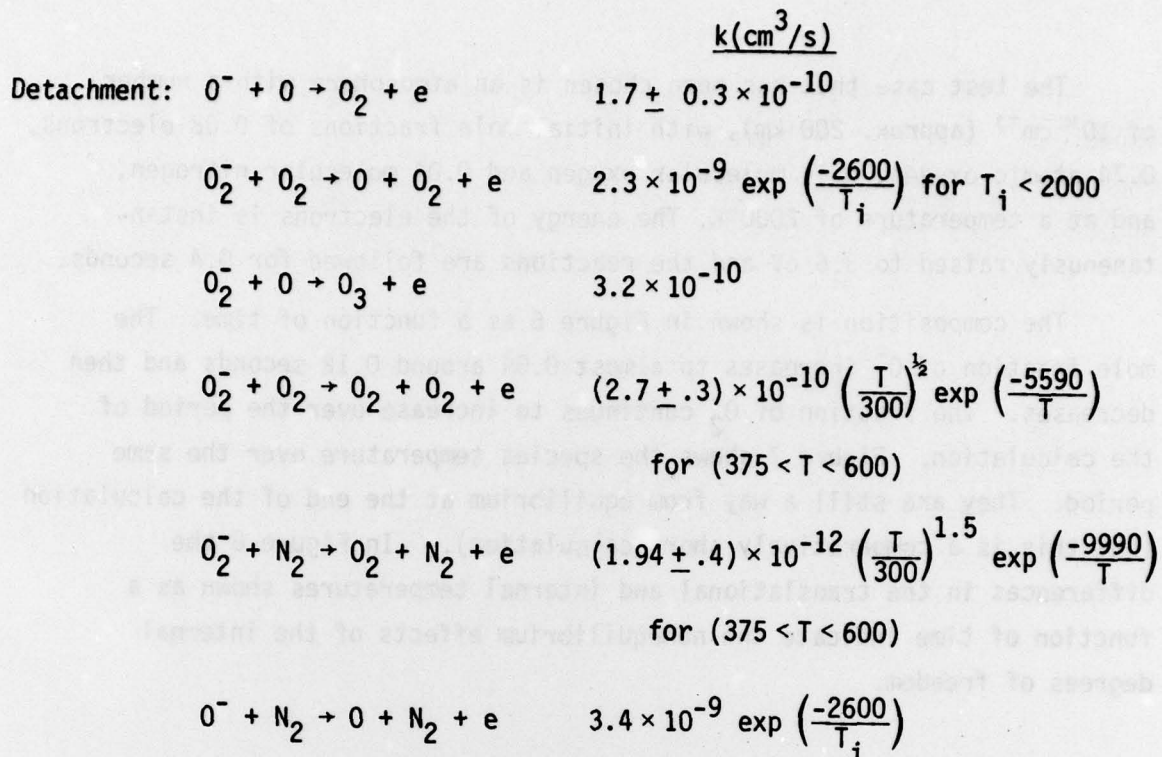 k(cm³/s)
Detachment: O⁻ + O → O₂ + e 1.7 ± 0.3 × 10⁻¹⁰
O₂⁻ + O₂ → O + O₂ + e 2.3 × 10⁻⁹ exp (-2600/Tᵢ) for Tᵢ < 2000
O₂⁻ + O → O₃ + e 3.2 × 10⁻¹⁰
O₂⁻ + O₂ → O₂ + O₂ + e (2.7 ± .3) × 10⁻¹⁰ (T/300)^½ exp (-5590/T)
for (375 < T < 600)
O₂⁻ + N₂ → O₂ + N₂ + e (1.94 ± .4) × 10⁻¹² (T/300)^1.5 exp (-9990/T)
for (375 < T < 600)
O⁻ + N₂ → O + N₂ + e 3.4 × 10⁻⁹ exp (-2600/Tᵢ)